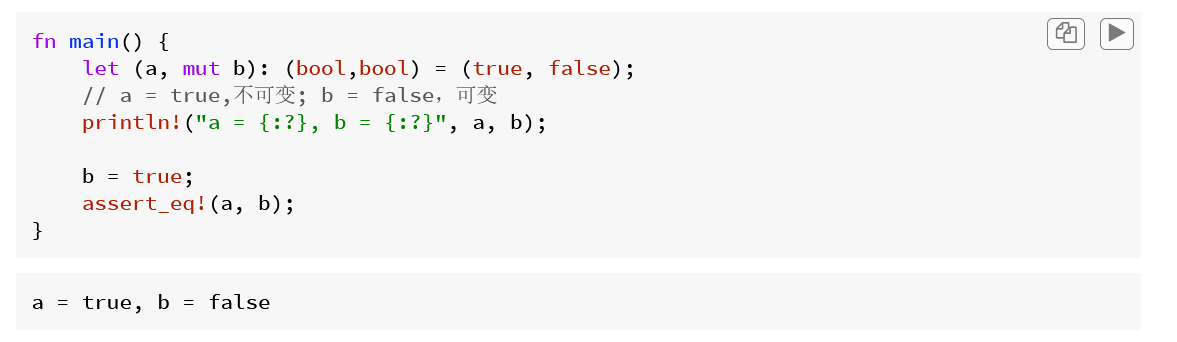 fn main() {
    let (a, mut b): (bool,bool) = (true, false);
    // a = true,不可变; b = false，可变
    println!("a = {:?}, b = {:?}", a, b);

    b = true;
    assert_eq!(a, b);
}
a = true, b = false